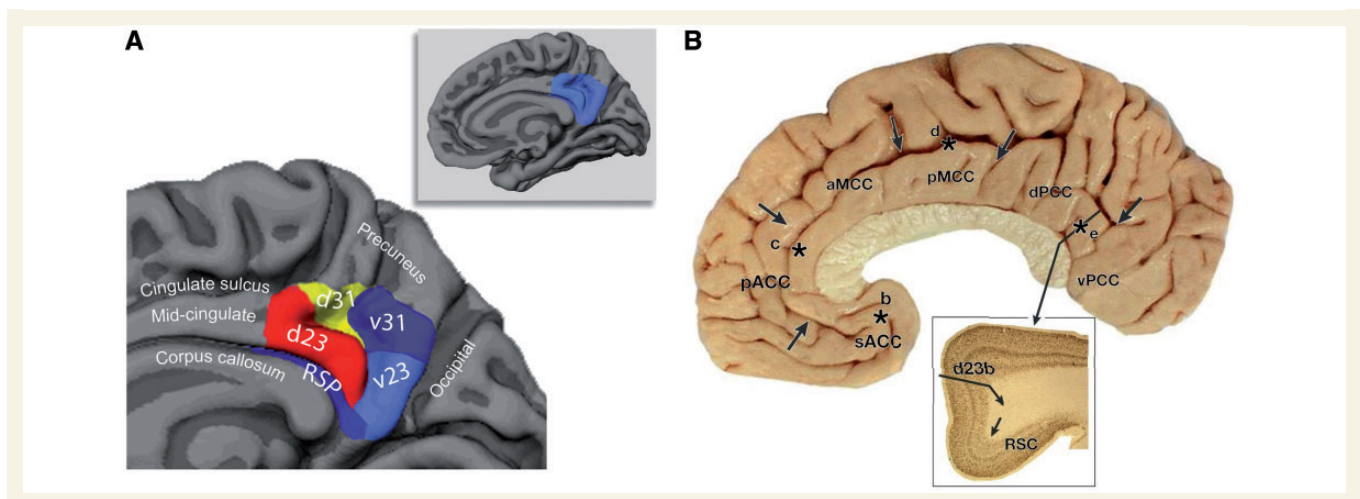 A
Precuneus
Cingulate sulcus
Mid-cingulate
Corpus callosum
Occipital
d31
v31
d23
v23
RSP
B
d
aMCC
pMCC
dPCC
c
e
pACC
vPCC
b
sACC
d23b
RSC